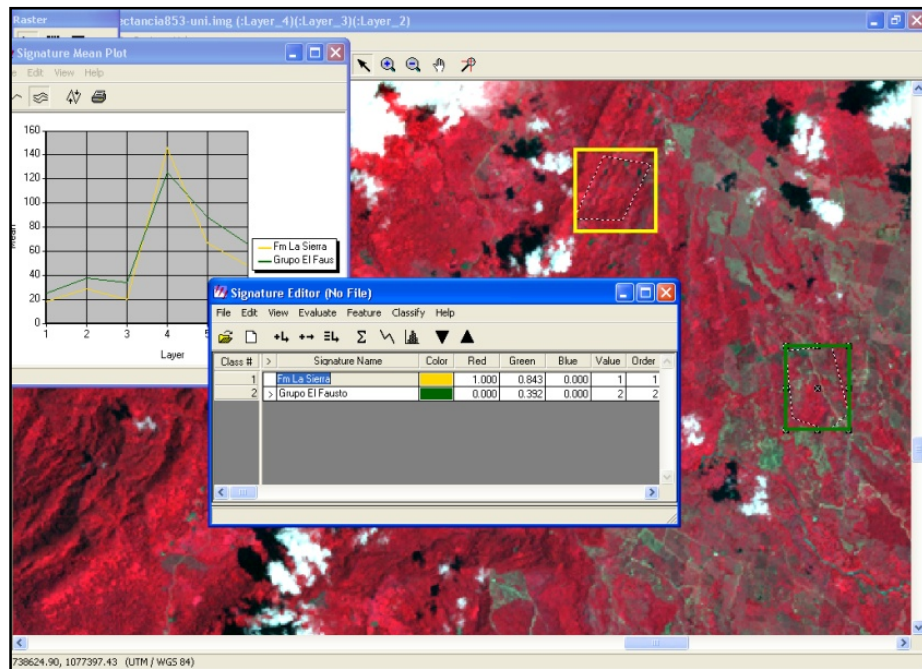 Raster
ectancia853-uni.img (:Layer_4)(:Layer_3)(:Layer_2)
Signature Mean Plot
Edit View Help
160
140
120
100
80
60
40
20
0
1 2 3 4 5
Mean
Layer
Fm La Sierra
Grupo El Faus
Signature Editor (No File)
File Edit View Evaluate Feature Classify Help
Class # > Signature Name Color Red Green Blue Value Order
1 Fm La Sierra 1.000 0.843 0.000 1 1
2 > Grupo El Fausto 0.000 0.392 0.000 2 2
738624.90, 1077397.43 (UTM / WGS 84)